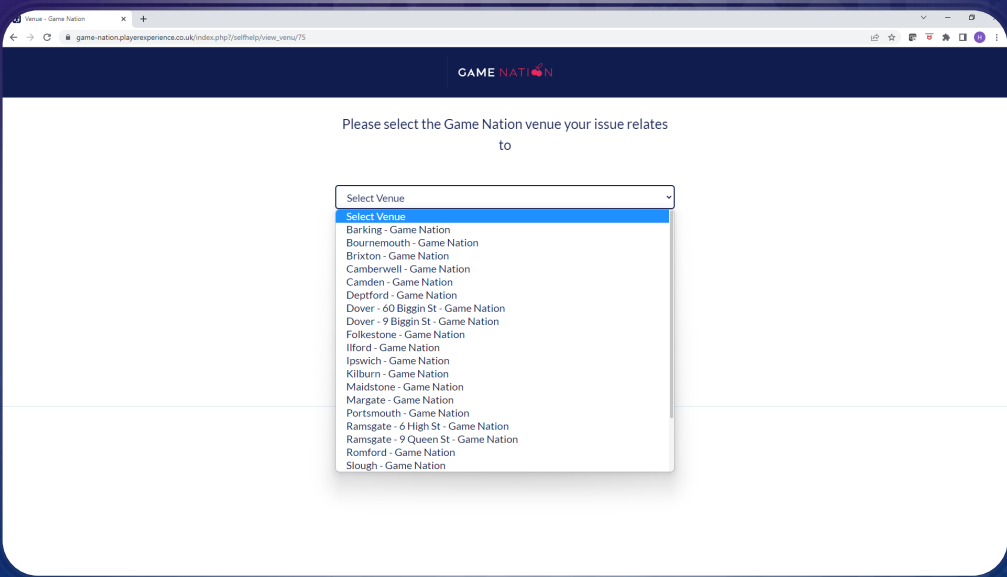 Venue - Game Nation
game-nation.playerexperience.co.uk/index.php?/selfhelp/view_venu/75
H
GAME NATION
Please select the Game Nation venue your issue relates
to
Select Venue
Select Venue
Barking - Game Nation
Bournemouth - Game Nation
Brixton - Game Nation
Camberwell - Game Nation
Camden - Game Nation
Deptford - Game Nation
Dover - 60 Biggin St - Game Nation
Dover - 9 Biggin St - Game Nation
Folkestone - Game Nation
Ilford - Game Nation
Ipswich - Game Nation
Kilburn - Game Nation
Maidstone - Game Nation
Margate - Game Nation
Portsmouth - Game Nation
Ramsgate - 6 High St - Game Nation
Ramsgate - 9 Queen St - Game Nation
Romford - Game Nation
Slough - Game Nation